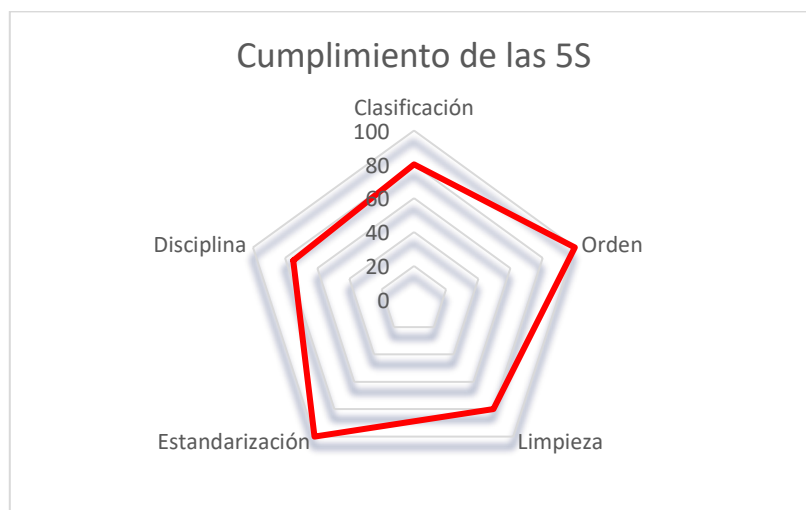 Cumplimiento de las 5S
Clasificación
100
80
60
40
20
0
Disciplina
Orden
Estandarización
Limpieza